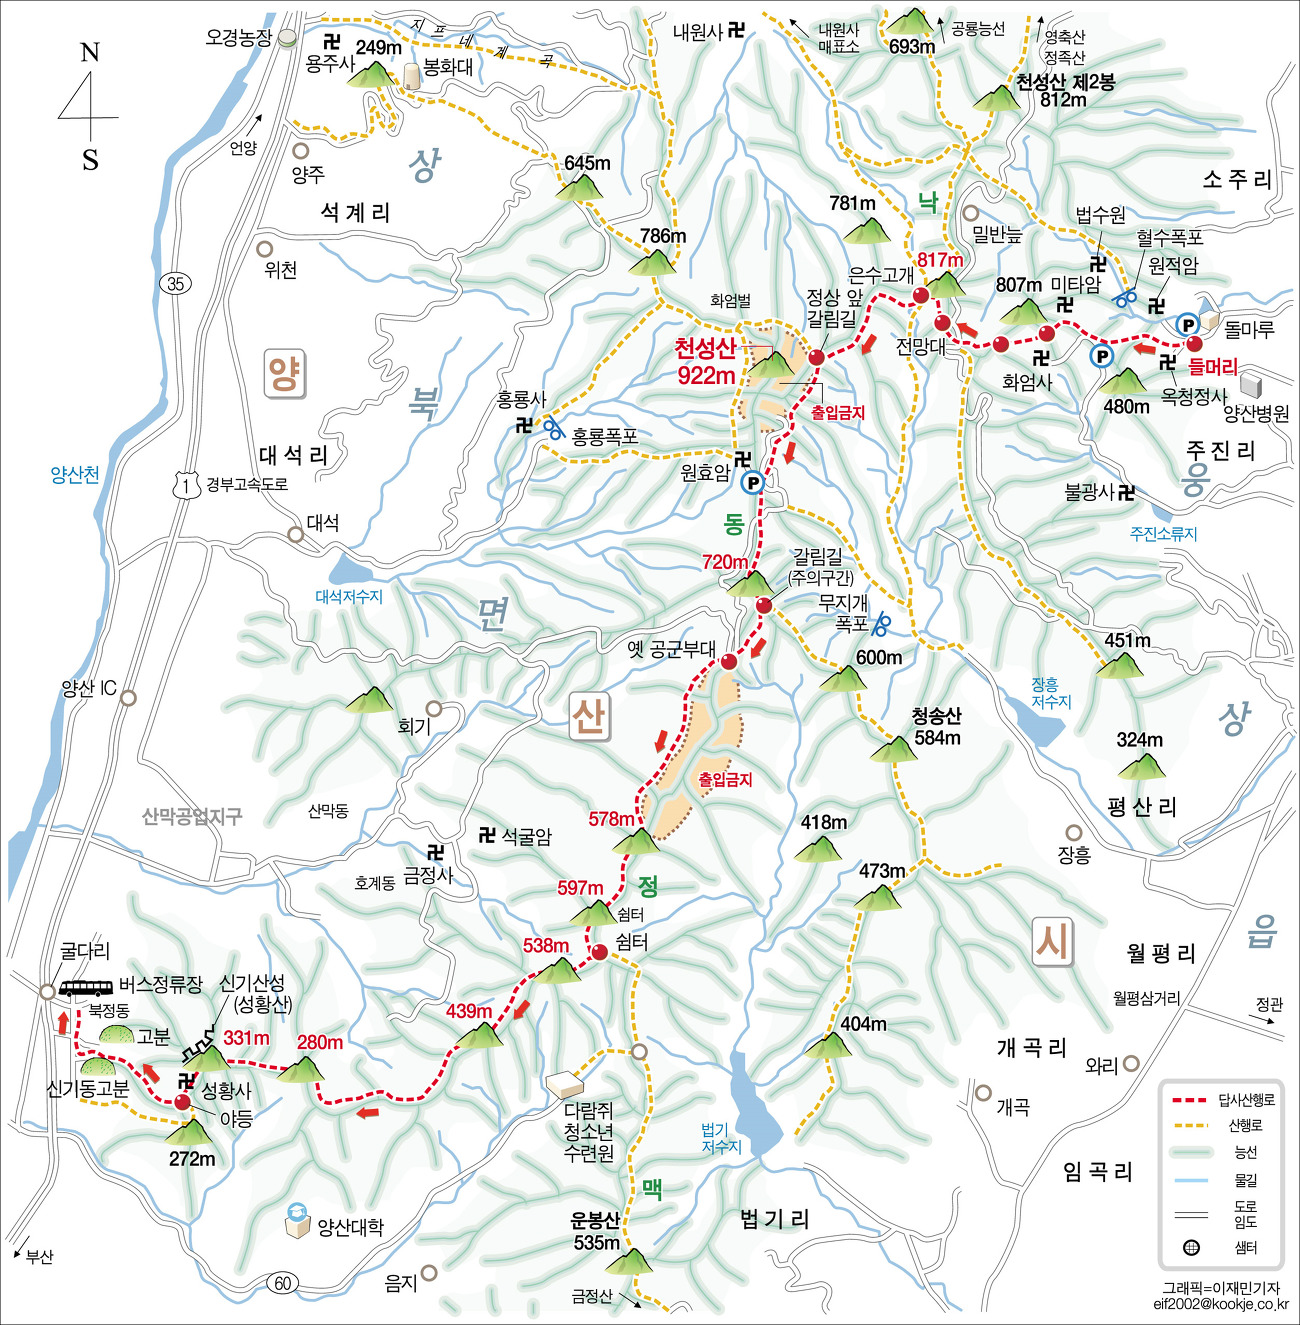 N
S
오경농장
용주사
249m
봉화대
지프네계곡
내원사
내원사
매표소
693m
공룡능선
영축산
정족산
천성산 제2봉
812m
언양
양주
상
석계리
645m
786m
위천
35
781m
낙
밀반늪
소주리
법수원
혈수폭포
원적암
은수고개
817m
807m
미타암
화엄벌
정상 앞
갈림길
전망대
P
돌마루
들머리
천성산
922m
출입금지
화엄사
P
480m
옥청정사
양산병원
양
북
홍룡사
홍룡폭포
대석리
주진리
웅
양산천
1
경부고속도로
원효암
P
불광사
주진소류지
대석
동
대석저수지
면
720m
갈림길
(주의구간)
무지개
폭포
옛 공군부대
600m
451m
양산 IC
회기
산
청송산
584m
장흥
저수지
상
324m
평산리
산막공업지구
산막동
출입금지
578m
418m
장흥
석굴암
호계동
금정사
473m
597m
쉼터
정
쉼터
538m
시
읍
월평리
굴다리
버스정류장
북정동
신기산성
(성황산)
월평삼거리
정관
고분
331m
280m
439m
404m
개곡리
와리
신기동고분
성황사
야등
272m
다람쥐
청소년
수련원
법기
저수지
개곡
임곡리
맥
양산대학
운봉산
535m
법기리
부산
60
음지
금정산
답사산행로
산행로
능선
물길
도로
임도
샘터
그래픽=이재민기자
eif2002@kookje.co.kr